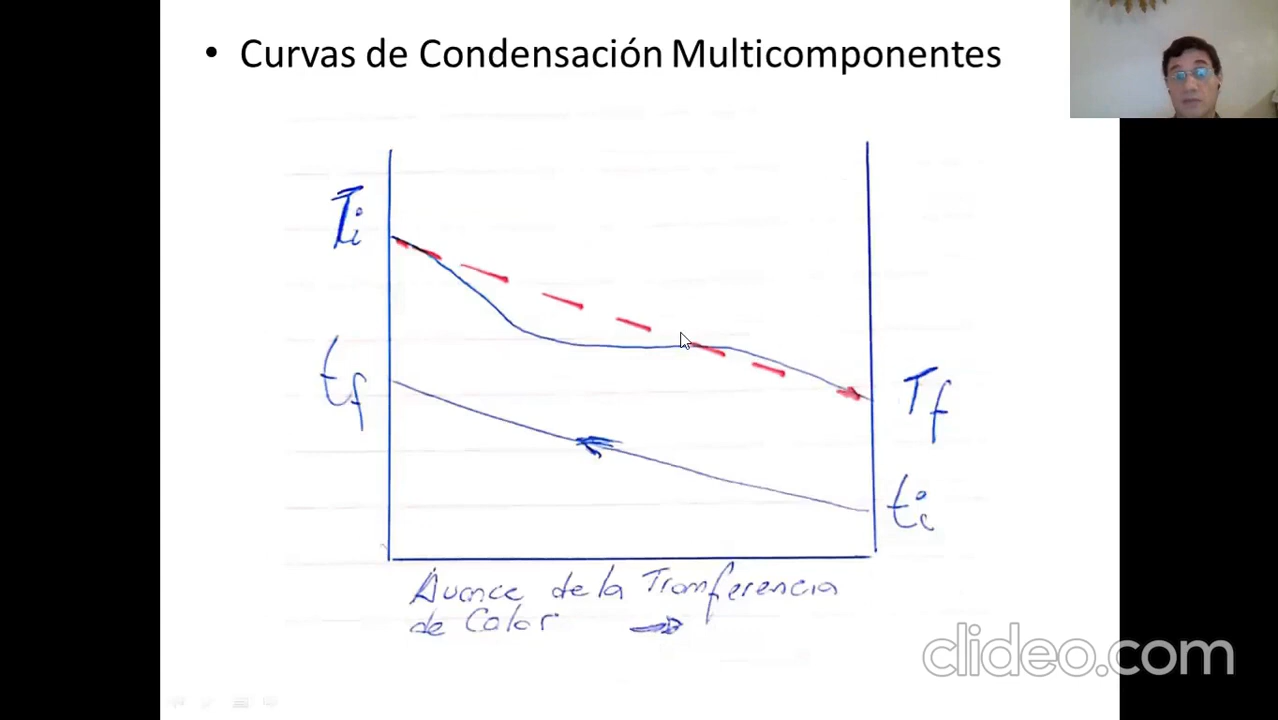 • Curvas de Condensación Multicomponentes
Ti
tf
Tf
ti
Avance de la Tranferencia
de Calor
clideo.com